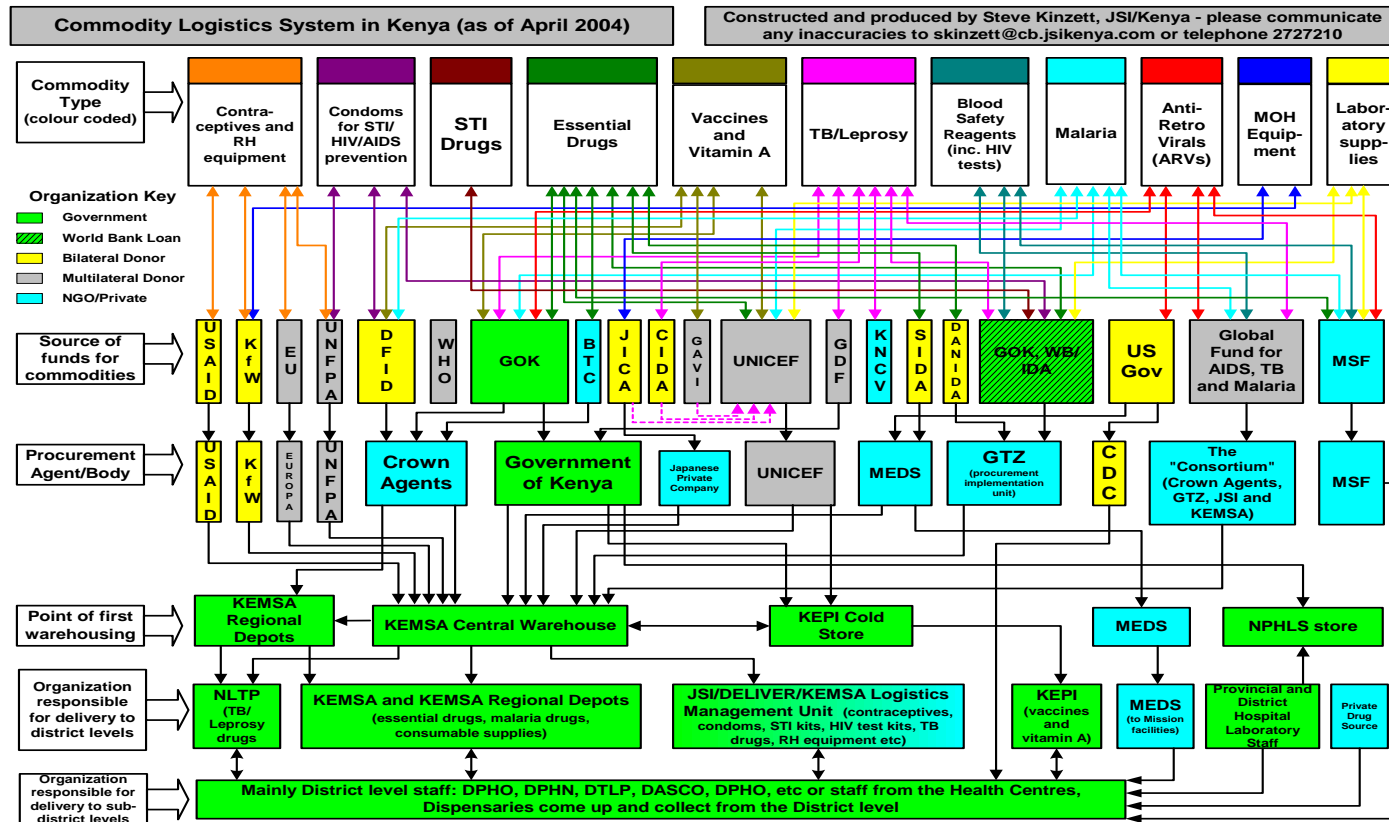 Commodity Logistics System in Kenya (as of April 2004)
Constructed and produced by Steve Kinzett, JSI/Kenya - please communicate
any inaccuracies to skinzett@cb.jsikenya.com or telephone 2727210
Commodity
Type
(colour coded)
Contra-
ceptives and
RH
equipment
Condoms
for STI/
HIV/AIDS
prevention
STI
Drugs
Essential
Drugs
Vaccines
and
Vitamin A
TB/Leprosy
Blood
Safety
Reagents
(inc. HIV
tests)
Malaria
Anti-
Retro
Virals
(ARVs)
MOH
Equip-
ment
Labor-
atory
supp-
lies
Organization Key
Government
World Bank Loan
Bilateral Donor
Multilateral Donor
NGO/Private
Source of
funds for
commodities
USAID
KfW
EU
UNFPA
DFID
WHO
GOK
BTC
JICA
CIDA
GAVI
UNICEF
GDF
KNCV
SIDA
DANIDA
GOK, WB/
IDA
US
Gov
Global
Fund for
AIDS, TB
and Malaria
MSF
Procurement
Agent/Body
USAID
KfW
EUROPA
UNFPA
Crown
Agents
Government
of Kenya
Japanese
Private
Company
UNICEF
MEDS
GTZ
(procurement
implementation
unit)
CDC
The
"Consortium"
(Crown Agents,
GTZ, JSI and
KEMSA)
MSF
Point of first
warehousing
KEMSA
Regional
Depots
KEMSA Central Warehouse
KEPI Cold
Store
MEDS
NPHLS store
Organization
responsible
for delivery to
district levels
NLTP
(TB/
Leprosy
drugs
KEMSA and KEMSA Regional Depots
(essential drugs, malaria drugs,
consumable supplies)
JSI/DELIVER/KEMSA Logistics
Management Unit (contraceptives,
condoms, STI kits, HIV test kits, TB
drugs, RH equipment etc)
KEPI
(vaccines
and
vitamin A)
MEDS
(to Mission
facilities)
Provincial and
District
Hospital
Laboratory
Staff
Private
Drug
Source
Organization
responsible for
delivery to sub-
district levels
Mainly District level staff: DPHO, DPHN, DTLP, DASCO, DPHO, etc or staff from the Health Centres,
Dispensaries come up and collect from the District level